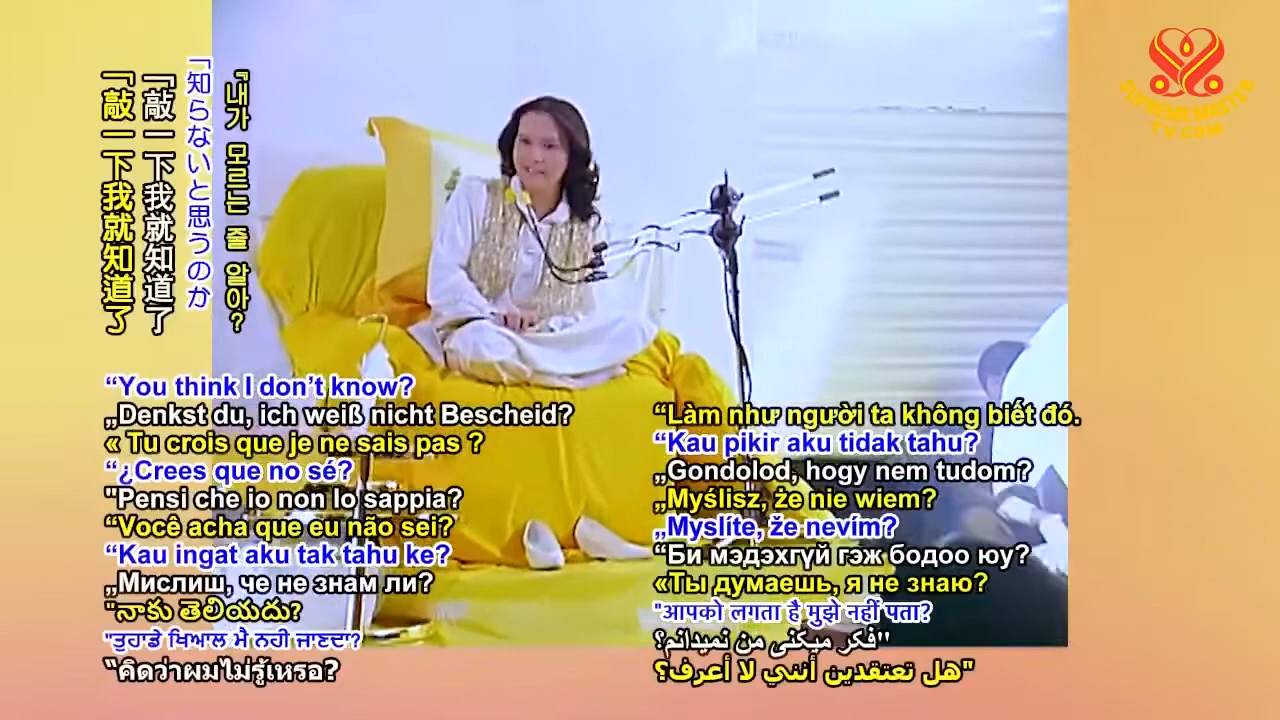 『내가 모르는 줄 알아?
「知らないと思うのか
「敲一下我就知道了
「敲一下我就知道了
SUPREMEMASTER
TV.COM
“You think I don’t know?
„Denkst du, ich weiß nicht Bescheid?
« Tu crois que je ne sais pas ?
“¿Crees que no sé?
"Pensi che io non lo sappia?
“Você acha que eu não sei?
“Kau ingat aku tak tahu ke?
„Мислиш, че не знам ли?
"నాకు తెలియదు?
"ਤੁਹਾਡੇ ਖਿਆਲ ਮੈ ਨਹੀ ਜਾਣਦਾ?
“คิดว่าผมไม่รู้เหรอ?
“Làm như người ta không biết đó.
“Kau pikir aku tidak tahu?
„Gondolod, hogy nem tudom?
„Myślisz, że nie wiem?
„Myslíte, že nevím?
“Би мэдэхгүй гэж бодоо юу?
«Ты думаешь, я не знаю?
"आपको लगता है मुझे नहीं पता?
"فکر میکنی من نمیدانم؟
"هل تعتقدين أنني لا أعرف؟